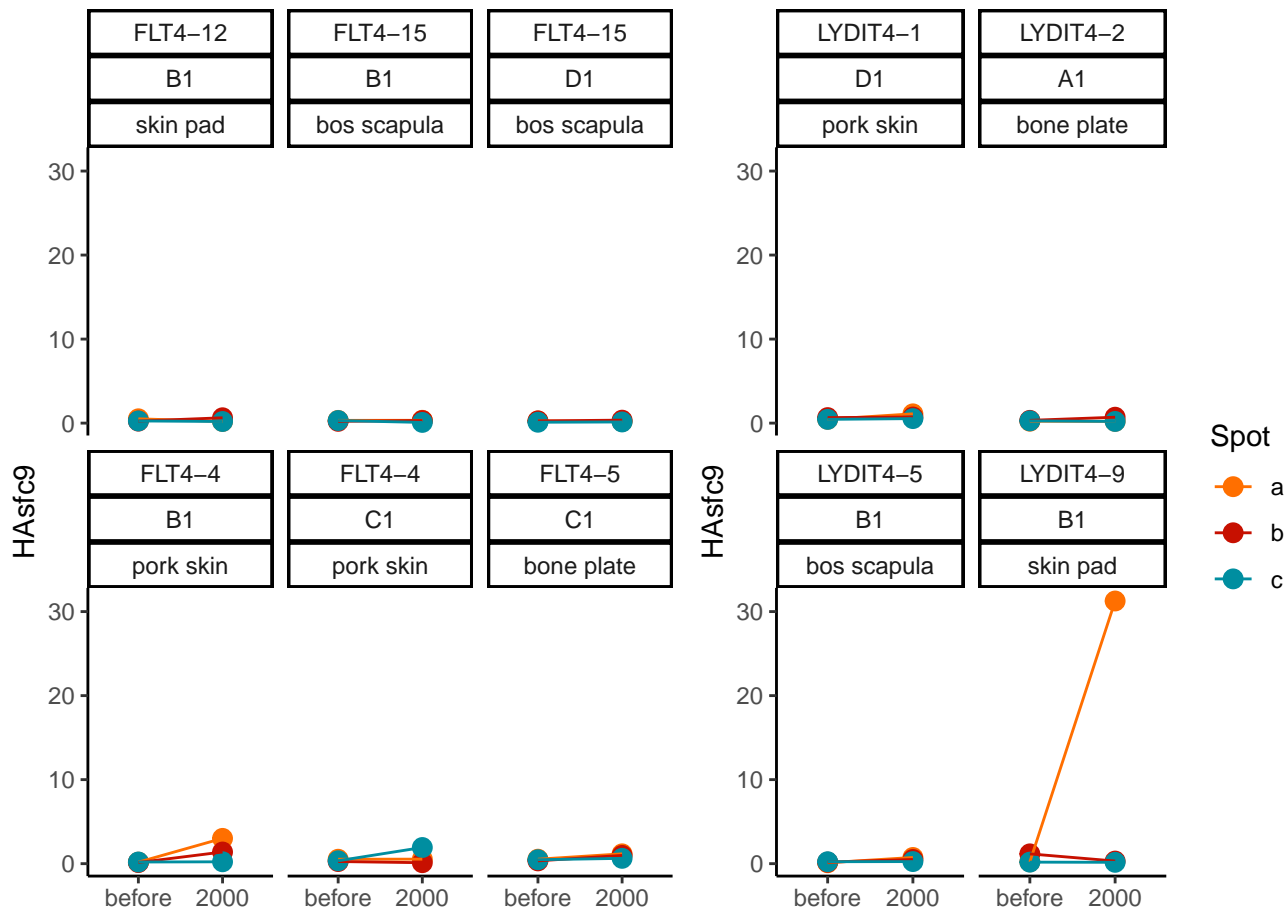 FLT4–12 FLT4–15 FLT4–15 LYDIT4–1 LYDIT4–2
B1 B1 D1 D1 A1
skin pad bos scapula bos scapula pork skin bone plate
30 30
20 20
10 10
0 0
FLT4–4 FLT4–4 FLT4–5 LYDIT4–5 LYDIT4–9
B1 C1 C1 B1 B1
pork skin pork skin bone plate bos scapula skin pad
30 30
20 20
10 10
0 0
before 2000 before 2000 before 2000 before 2000 before 2000
HAsfc9
HAsfc9
Spot
a
b
c